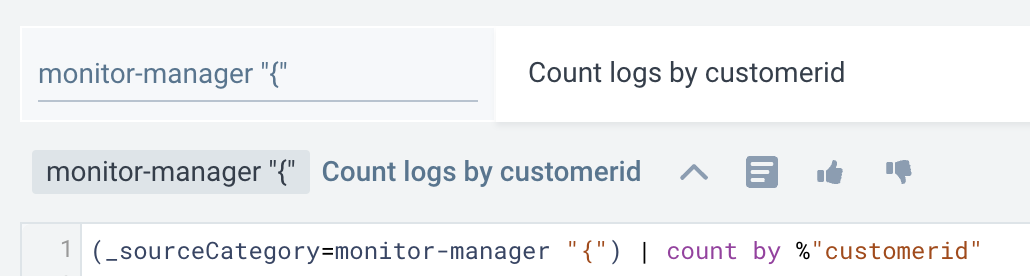 monitor-manager "{" Count logs by customerid
monitor-manager "{" Count logs by customerid
1 (_sourceCategory=monitor-manager "{") | count by %"customerid"